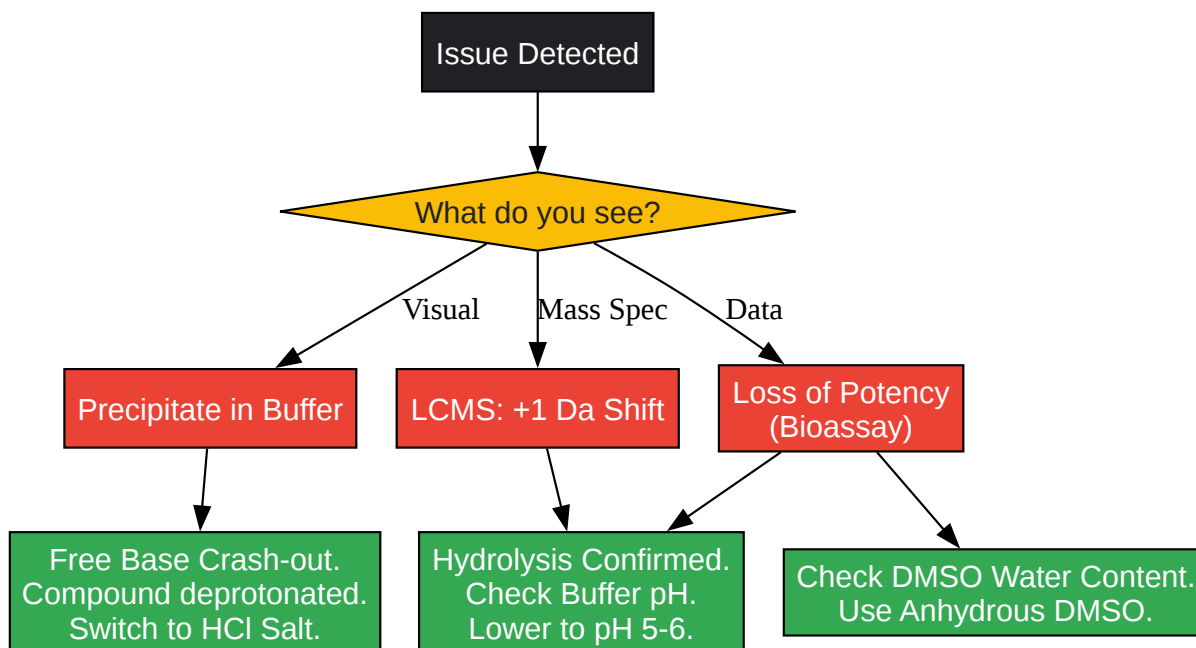 Issue Detected
What do you see?
Visual
Mass Spec
Data
Precipitate in Buffer
LCMS: +1 Da Shift
Loss of Potency
(Bioassay)
Free Base Crash-out.
Compound deprotonated.
Switch to HCl Salt.
Hydrolysis Confirmed.
Check Buffer pH.
Lower to pH 5-6.
Check DMSO Water Content.
Use Anhydrous DMSO.